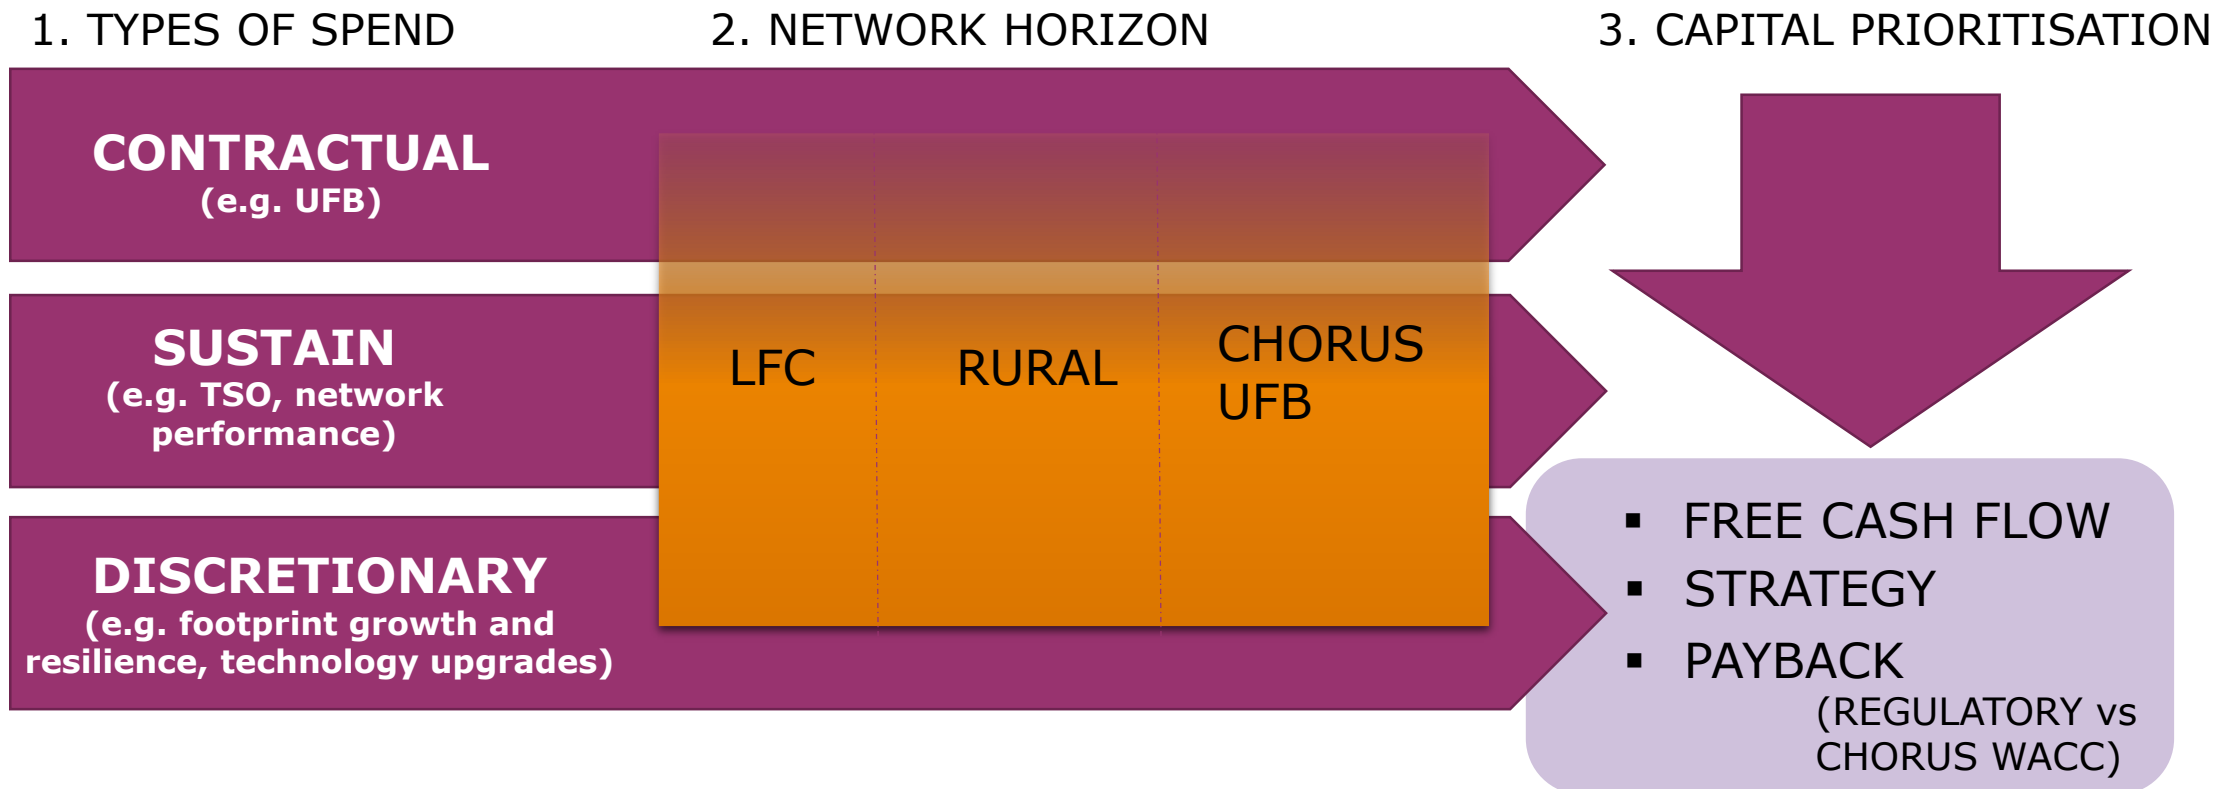 1. TYPES OF SPEND
2. NETWORK HORIZON
3. CAPITAL PRIORITISATION
CONTRACTUAL
(e.g. UFB)
SUSTAIN
(e.g. TSO, network
performance)
DISCRETIONARY
(e.g. footprint growth and
resilience, technology upgrades)
LFC
RURAL
CHORUS
UFB
▪ FREE CASH FLOW
▪ STRATEGY
▪ PAYBACK
(REGULATORY vs
CHORUS WACC)